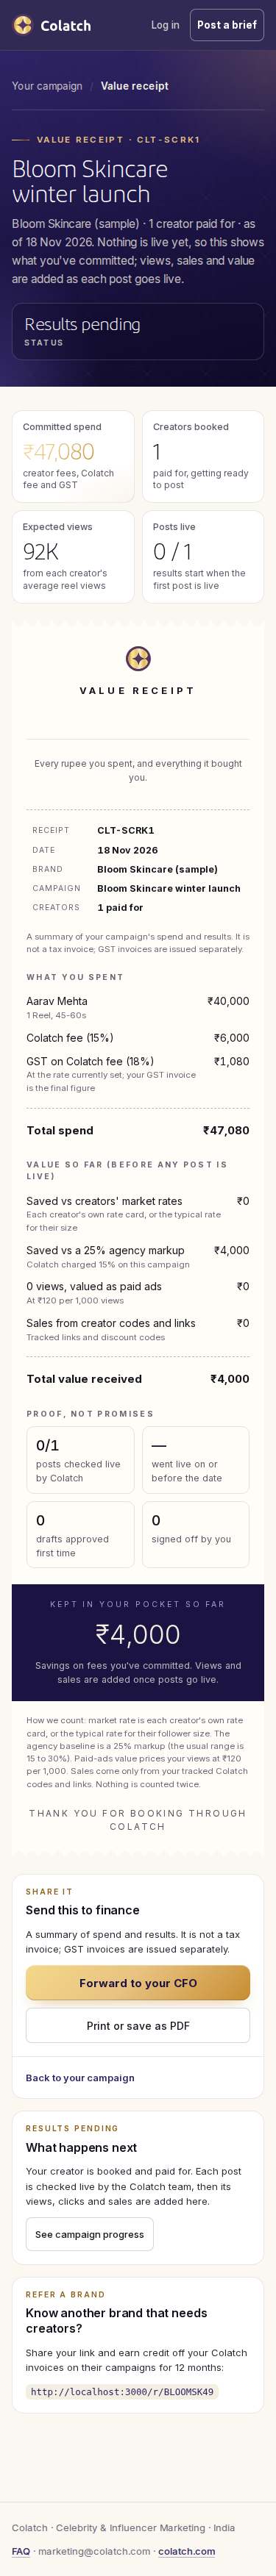 Colatch
Log in
Post a brief
Your campaign / Value receipt
VALUE RECEIPT · CLT-SCRK1
Bloom Skincare
winter launch
Bloom Skincare (sample) · 1 creator paid for · as
of 18 Nov 2026. Nothing is live yet, so this shows
what you've committed; views, sales and value
are added as each post goes live.
Results pending
STATUS
Committed spend
₹47,080
creator fees, Colatch
fee and GST
Creators booked
1
paid for, getting ready
to post
Expected views
92K
from each creator's
average reel views
Posts live
0 / 1
results start when the
first post is live
VALUE RECEIPT
Every rupee you spent, and everything it bought
you.
RECEIPT CLT-SCRK1
DATE 18 Nov 2026
BRAND Bloom Skincare (sample)
CAMPAIGN Bloom Skincare winter launch
CREATORS 1 paid for
A summary of your campaign's spend and results. It is
not a tax invoice; GST invoices are issued separately.
WHAT YOU SPENT
Aarav Mehta ₹40,000
1 Reel, 45-60s
Colatch fee (15%) ₹6,000
GST on Colatch fee (18%) ₹1,080
At the rate currently set; your GST invoice
is the final figure
Total spend ₹47,080
VALUE SO FAR (BEFORE ANY POST IS
LIVE)
Saved vs creators' market rates ₹0
Each creator's own rate card, or the typical rate
for their size
Saved vs a 25% agency markup ₹4,000
Colatch charged 15% on this campaign
0 views, valued as paid ads ₹0
At ₹120 per 1,000 views
Sales from creator codes and links ₹0
Tracked links and discount codes
Total value received ₹4,000
PROOF, NOT PROMISES
0/1
posts checked live
by Colatch
—
went live on or
before the date
0
drafts approved
first time
0
signed off by you
KEPT IN YOUR POCKET SO FAR
₹4,000
Savings on fees you've committed. Views and
sales are added once posts go live.
How we count: market rate is each creator's own rate
card, or the typical rate for their follower size. The
agency baseline is a 25% markup (the usual range is
15 to 30%). Paid-ads value prices your views at ₹120
per 1,000. Sales come only from your tracked Colatch
codes and links. Nothing is counted twice.
THANK YOU FOR BOOKING THROUGH
COLATCH
SHARE IT
Send this to finance
A summary of spend and results. It is not a tax
invoice; GST invoices are issued separately.
Forward to your CFO
Print or save as PDF
Back to your campaign
RESULTS PENDING
What happens next
Your creator is booked and paid for. Each post
is checked live by the Colatch team, then its
views, clicks and sales are added here.
See campaign progress
REFER A BRAND
Know another brand that needs
creators?
Share your link and earn credit off your Colatch
invoices on their campaigns for 12 months:
http://localhost:3000/r/BLOOMSK49
Colatch · Celebrity & Influencer Marketing · India
FAQ · marketing@colatch.com · colatch.com